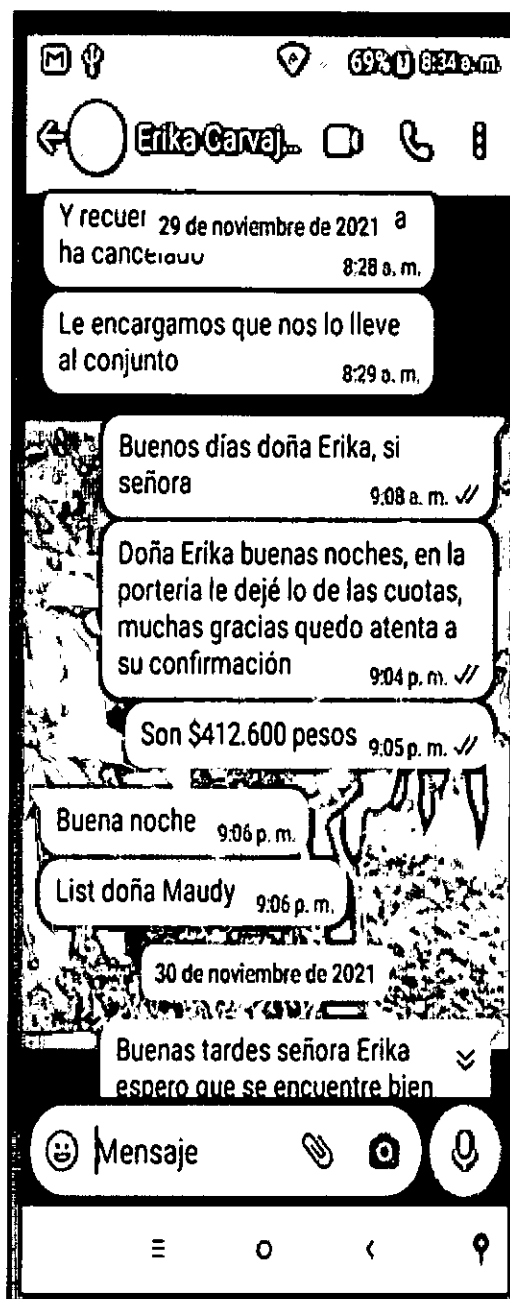 69% 8:34 a. m.
Erika Carvaj...
Y recuer 29 de noviembre de 2021 a
ha cancelado
8:28 a. m.
Le encargamos que nos lo lleve
al conjunto
8:29 a. m.
Buenos días doña Erika, si
señora
9:08 a. m.
Doña Erika buenas noches, en la
portería le dejé lo de las cuotas,
muchas gracias quedo atenta a
su confirmación
9:04 p. m.
Son $412.600 pesos 9:05 p. m.
Buena noche 9:06 p. m.
List doña Maudy 9:06 p. m.
30 de noviembre de 2021
Buenas tardes señora Erika
espero que se encuentre bien
Mensaje